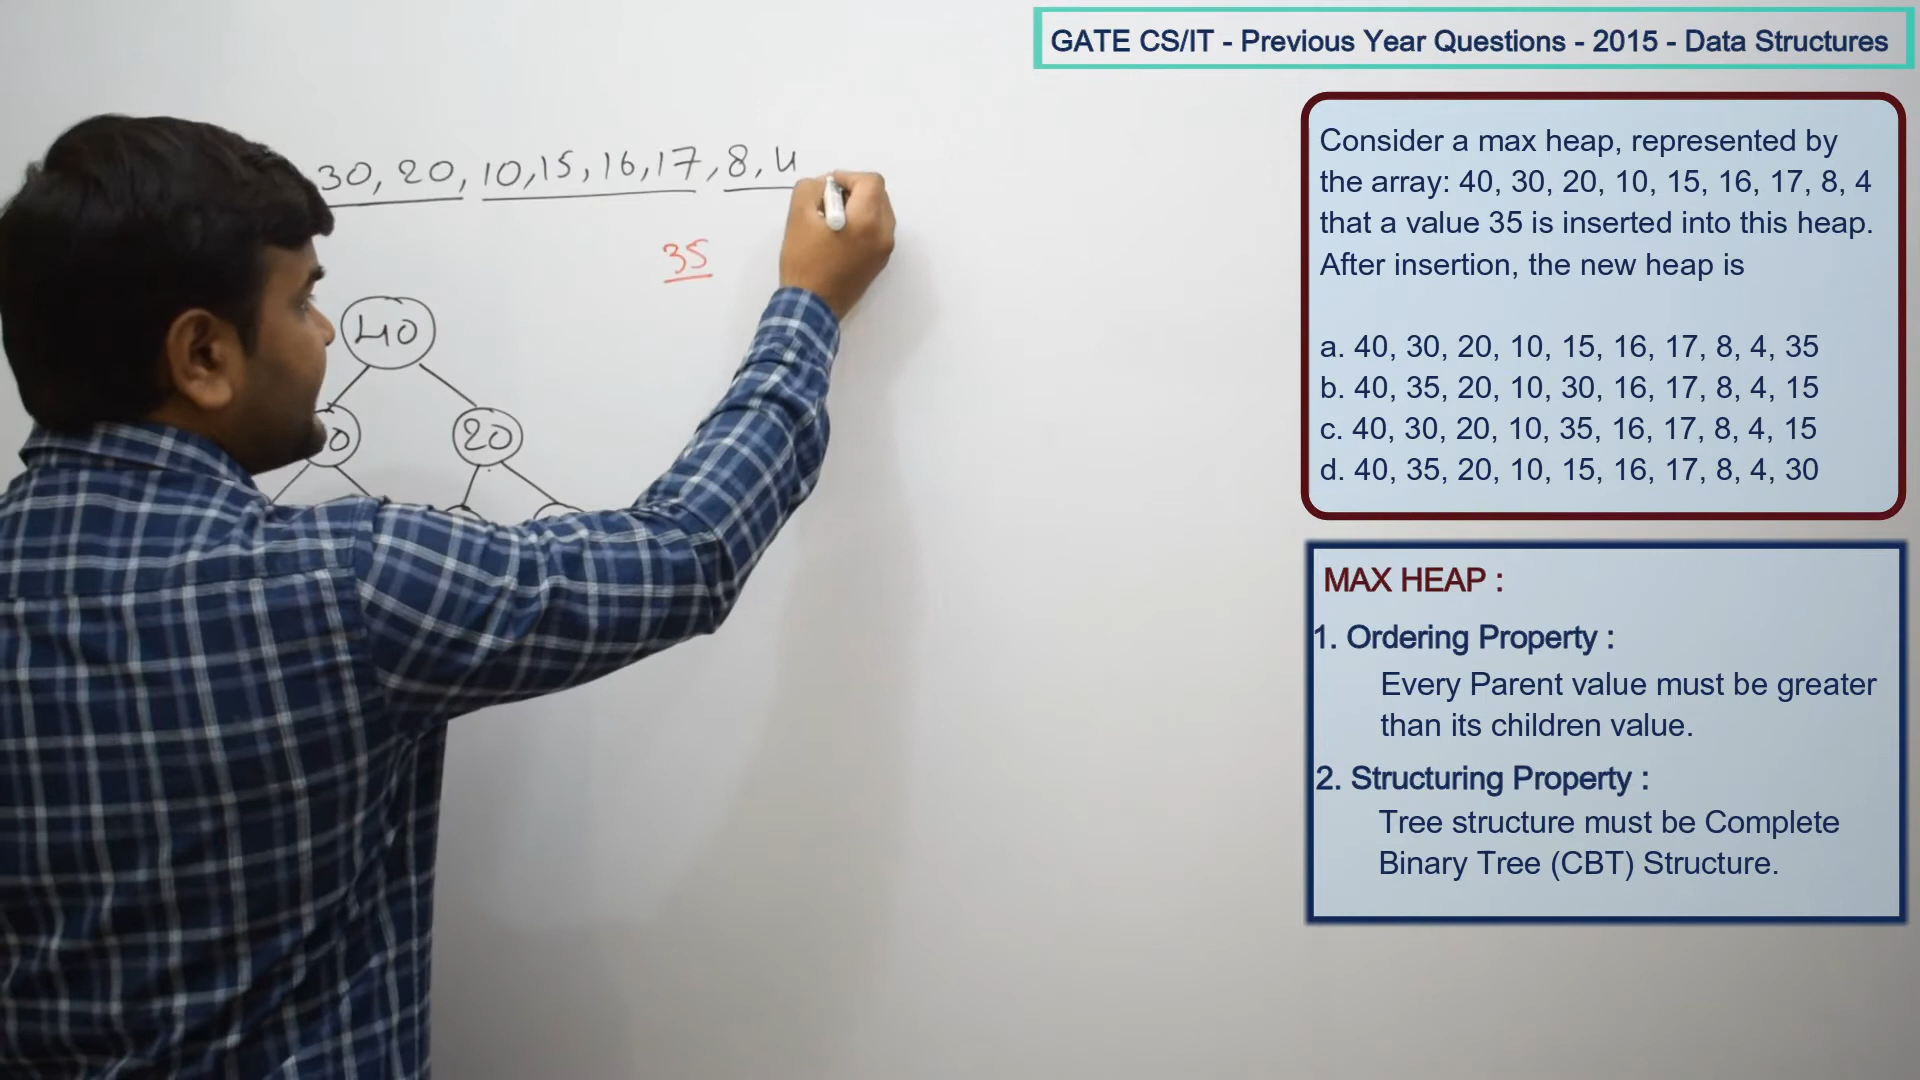 GATE CS/IT - Previous Year Questions - 2015 - Data Structures
30, 20, 10, 15, 16, 17, 8, 4
35
40
20
Consider a max heap, represented by
the array: 40, 30, 20, 10, 15, 16, 17, 8, 4
that a value 35 is inserted into this heap.
After insertion, the new heap is
a. 40, 30, 20, 10, 15, 16, 17, 8, 4, 35
b. 40, 35, 20, 10, 30, 16, 17, 8, 4, 15
c. 40, 30, 20, 10, 35, 16, 17, 8, 4, 15
d. 40, 35, 20, 10, 15, 16, 17, 8, 4, 30
MAX HEAP :
1. Ordering Property :
Every Parent value must be greater
than its children value.
2. Structuring Property :
Tree structure must be Complete
Binary Tree (CBT) Structure.